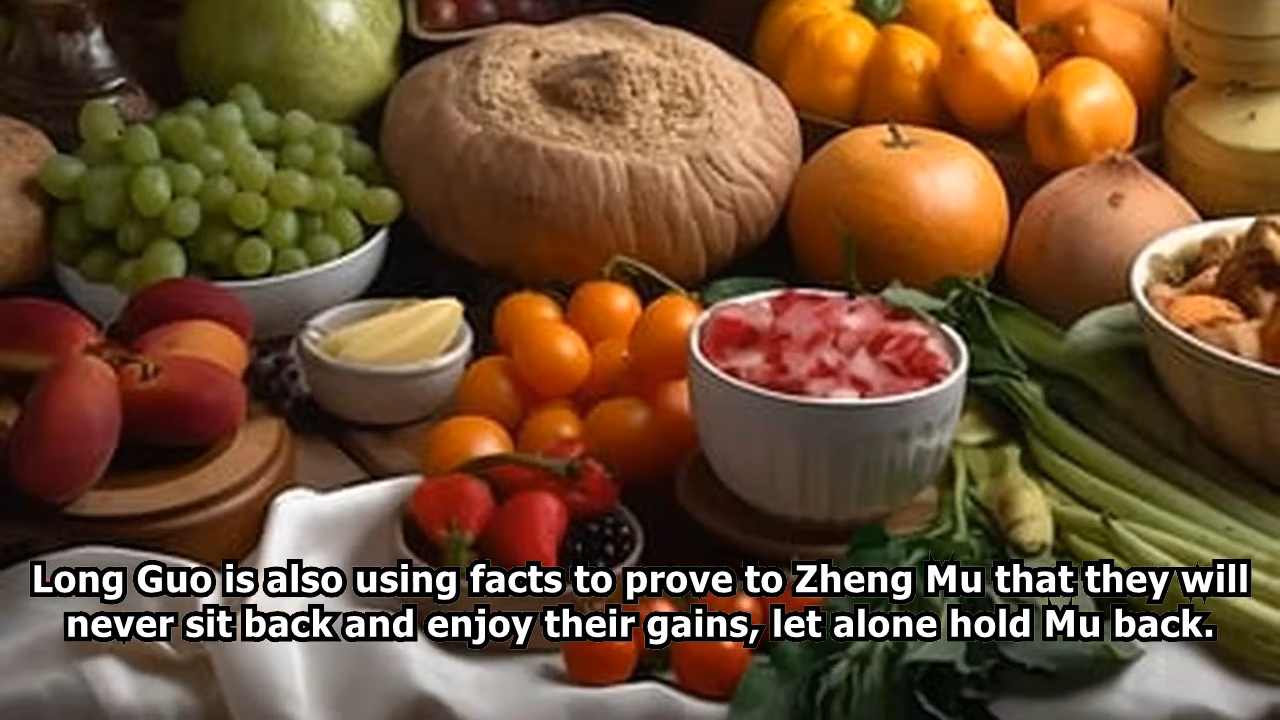 Long Guo is also using facts to prove to Zheng Mu that they will
never sit back and enjoy their gains, let alone hold Mu back.